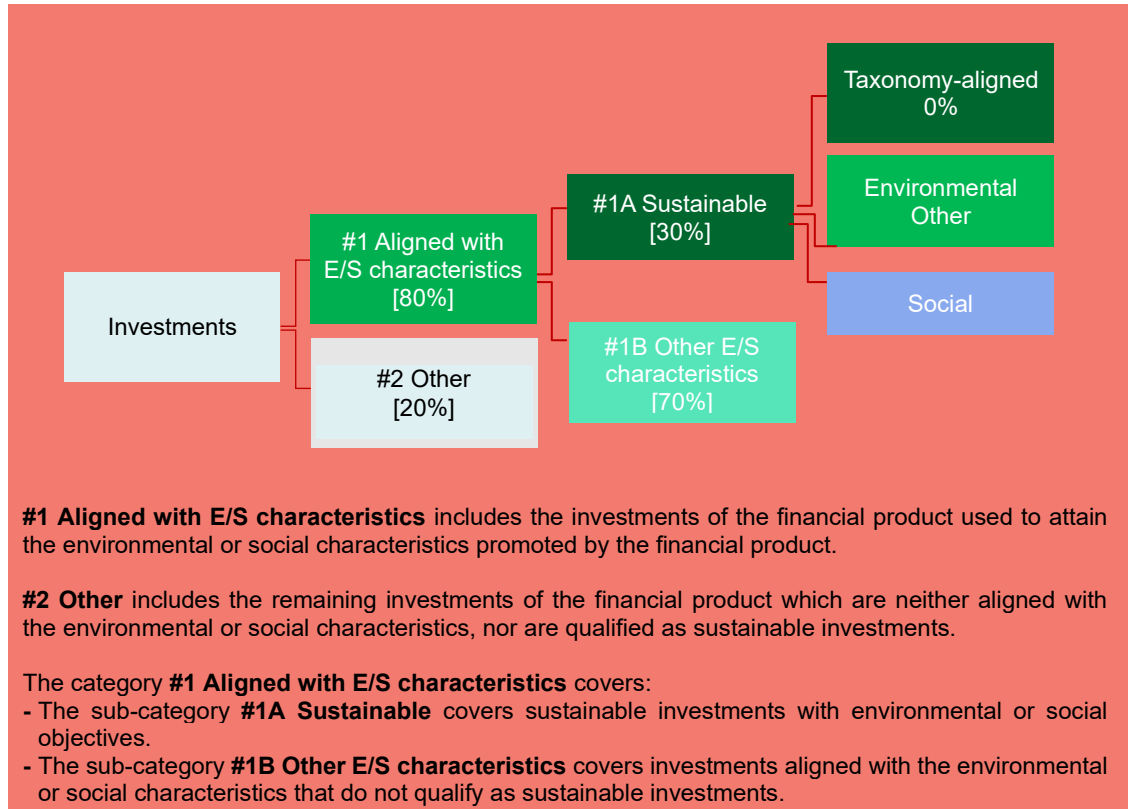 Taxonomy-aligned
0%
Environmental
Other
#1A Sustainable
[30%]
#1 Aligned with
E/S characteristics
[80%]
Social
Investments
#1B Other E/S
characteristics
[70%]
#2 Other
[20%]
#1 Aligned with E/S characteristics includes the investments of the financial product used to attain
the environmental or social characteristics promoted by the financial product.
#2 Other includes the remaining investments of the financial product which are neither aligned with
the environmental or social characteristics, nor are qualified as sustainable investments.
The category #1 Aligned with E/S characteristics covers:
- The sub-category #1A Sustainable covers sustainable investments with environmental or social
objectives.
- The sub-category #1B Other E/S characteristics covers investments aligned with the environmental
or social characteristics that do not qualify as sustainable investments.